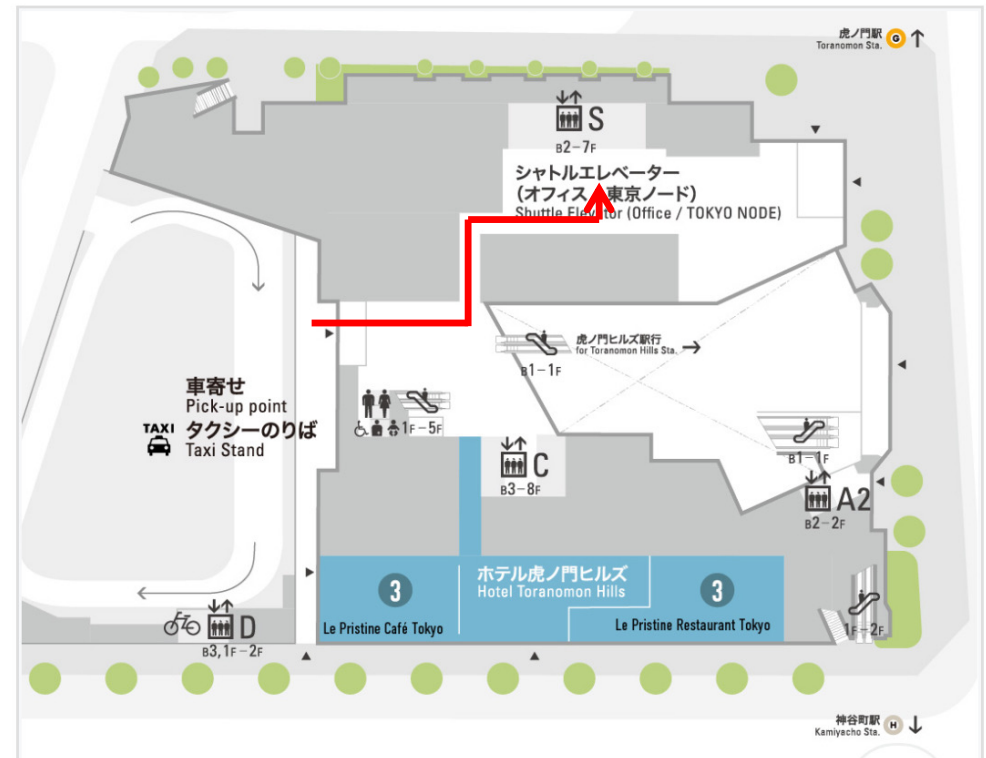 虎ノ門駅
Toranomon Sta.
G
S
B2-7F
シャトルエレベーター
(オフィス 東京ノード)
Shuttle Elevator (Office / TOKYO NODE)
虎ノ門ヒルズ駅行
for Toranomon Hills Sta.
B1-1F
車寄せ
Pick-up point
TAXI
タクシーのりば
Taxi Stand
1F-5F
B1-1F
C
B3-8F
A2
B2-2F
3
ホテル虎ノ門ヒルズ
Hotel Toranomon Hills
3
Le Pristine Café Tokyo
Le Pristine Restaurant Tokyo
D
B3,1F-2F
1F-2F
神谷町駅
Kamiyacho Sta.
H